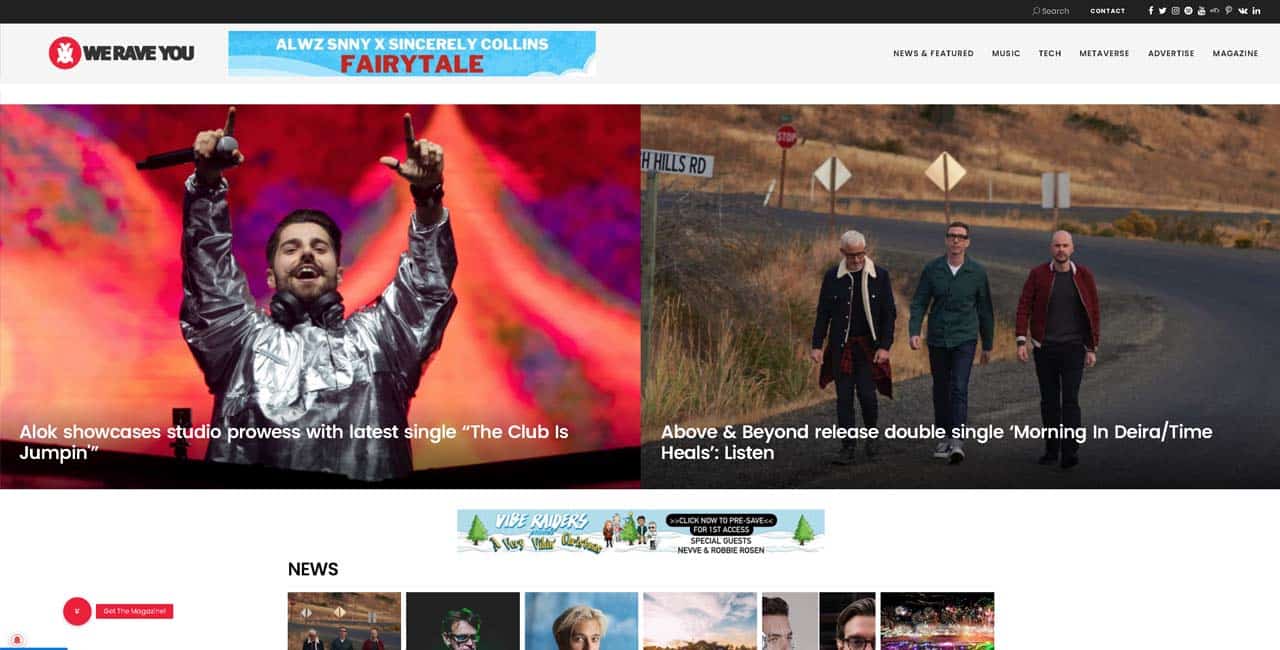 Search
CONTACT
WE RAVE YOU
ALWZ SNNY X SINCERELY COLLINS
FAIRYTALE
NEWS & FEATURED
MUSIC
TECH
METAVERSE
ADVERTISE
MAGAZINE
STOP
H HILLS RD
Alok showcases studio prowess with latest single “The Club Is
Jumpin'”
Above & Beyond release double single ‘Morning In Deira/Time
Heals’: Listen
VIBE RAIDERS
A Very Vibin' Christmas
>>CLICK NOW TO PRE-SAVE<<
FOR 1ST ACCESS
SPECIAL GUESTS
NEVVE & ROBBIE ROSEN
NEWS
Get The Magazine!